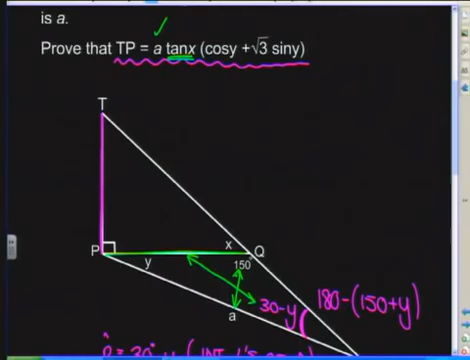 is a.
Prove that TP = a tanx (cosy +√3 siny)
T
P
x
Q
y
150°
30-y
180-(150+y)
a